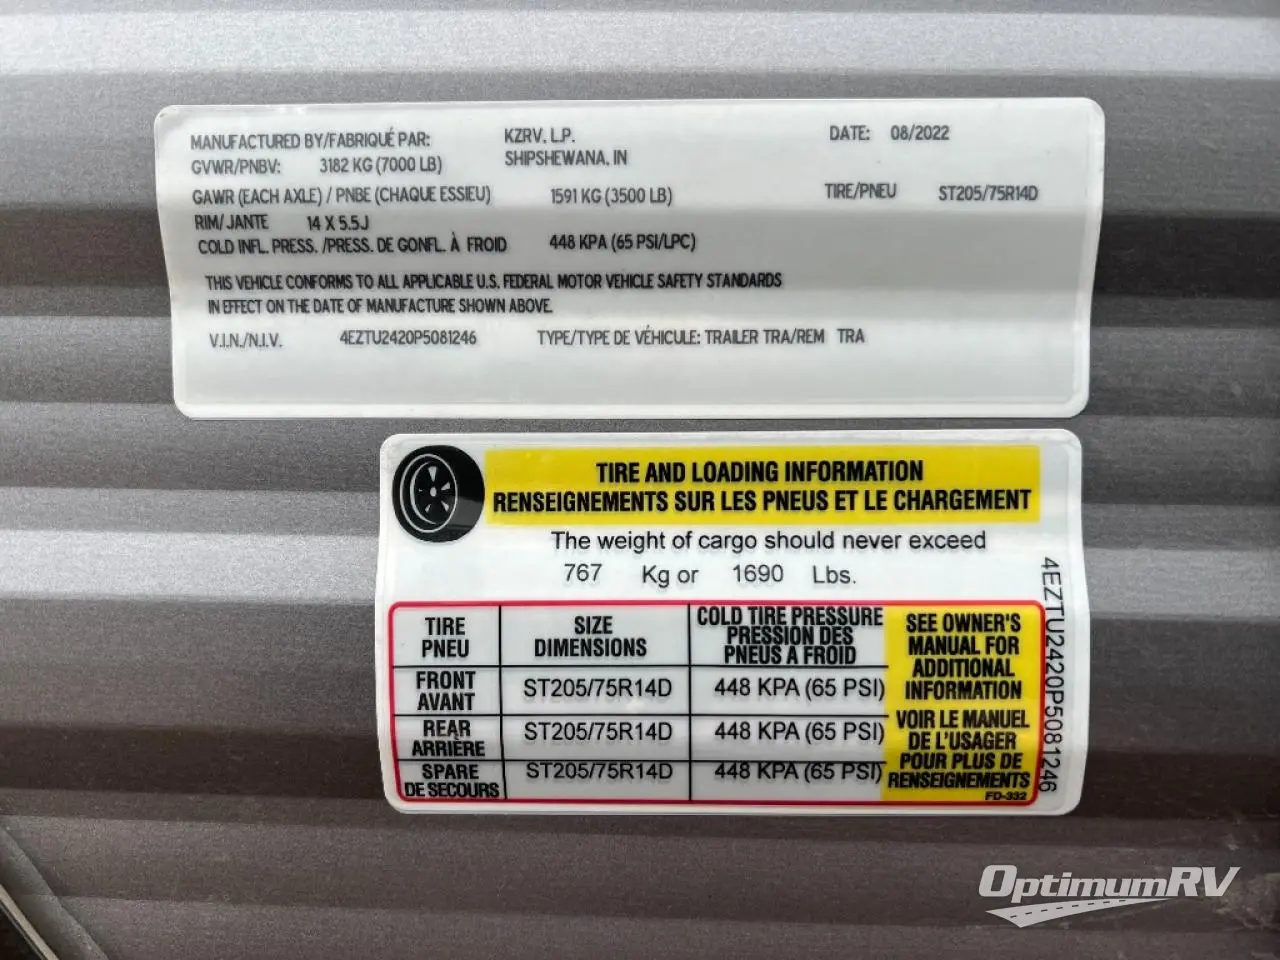 MANUFACTURED BY/FABRIQUÉ PAR: KZRV, L.P. DATE: 08/2022
GVWR/PNBV: 3182 KG (7000 LB) SHIPSHEWANA, IN
GAWR (EACH AXLE) / PNBE (CHAQUE ESSIEU) 1591 KG (3500 LB) TIRE/PNEU ST205/75R14D
RIM/JANTE 14 X 5.5J
COLD INFL. PRESS. /PRESS. DE GONFL. À FROID 448 KPA (65 PSI/LPC)
THIS VEHICLE CONFORMS TO ALL APPLICABLE U.S. FEDERAL MOTOR VEHICLE SAFETY STANDARDS
IN EFFECT ON THE DATE OF MANUFACTURE SHOWN ABOVE.
V.I.N./N.I.V. 4EZTU2420P5081246 TYPE/TYPE DE VÉHICULE: TRAILER TRA/REM TRA
TIRE AND LOADING INFORMATION
RENSEIGNEMENTS SUR LES PNEUS ET LE CHARGEMENT
The weight of cargo should never exceed
767 Kg or 1690 Lbs.
TIRE
PNEU
SIZE
DIMENSIONS
COLD TIRE PRESSURE
PRESSION DES
PNEUS A FROID
FRONT
AVANT
ST205/75R14D 448 KPA (65 PSI)
REAR
ARRIÈRE
ST205/75R14D 448 KPA (65 PSI)
SPARE
DE SECOURS
ST205/75R14D 448 KPA (65 PSI)
SEE OWNER'S
MANUAL FOR
ADDITIONAL
INFORMATION
VOIR LE MANUEL
DE L'USAGER
POUR PLUS DE
RENSEIGNEMENTS
FD-332
4EZTU2420P5081246
OptimumRV